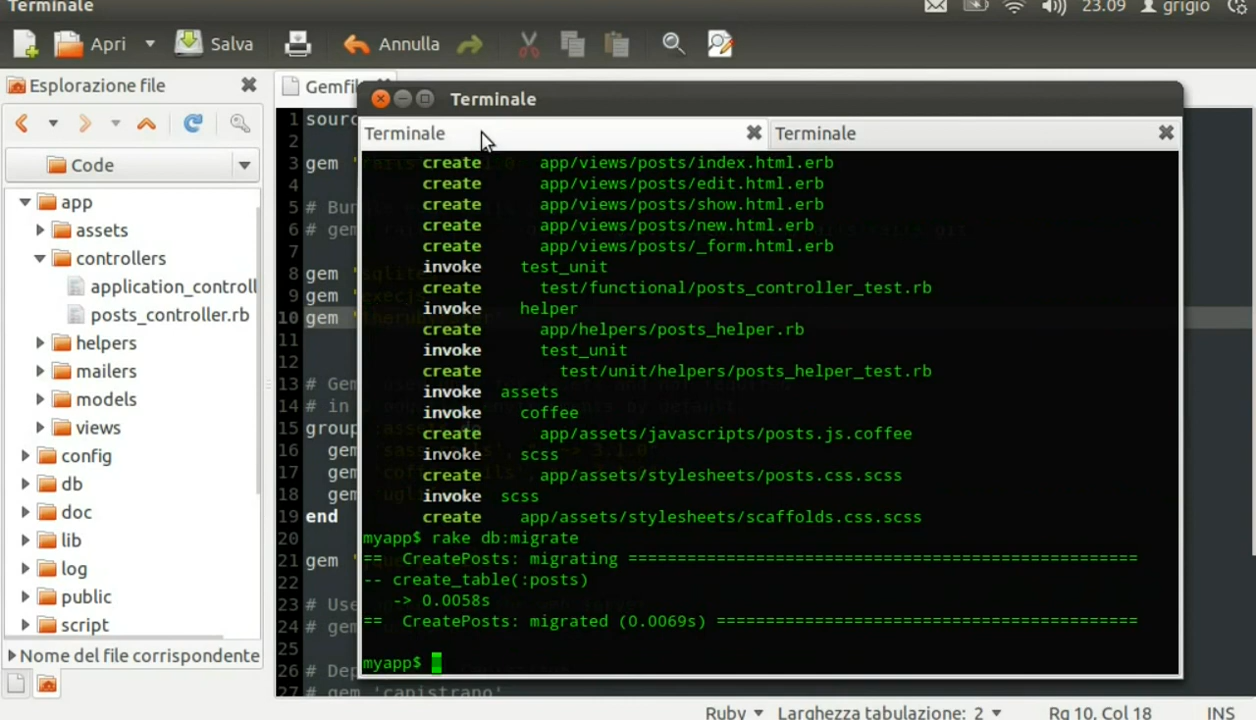 Terminale
23.09 grigio
Apri Salva Annulla
Esplorazione file
Gemfi
Code
app
assets
controllers
application_controll
posts_controller.rb
helpers
mailers
models
views
config
db
doc
lib
log
public
script
Nome del file corrispondente
1 sourc
2
3 gem '
4
5 # Bun
6 # gem
7
8 gem '
9 gem '
10 gem '
11
12
13 # Gem
14 # in
15 group
16 gem
17 gem
18 gem
19 end
20
21 gem '
22
23 # Us
24 # gem
25
26 # Dep
27 # gem 'capistrano'
Terminale
Terminale Terminale
create app/views/posts/index.html.erb
create app/views/posts/edit.html.erb
create app/views/posts/show.html.erb
create app/views/posts/new.html.erb
create app/views/posts/_form.html.erb
invoke test_unit
create test/functional/posts_controller_test.rb
invoke helper
create app/helpers/posts_helper.rb
invoke test_unit
create test/unit/helpers/posts_helper_test.rb
invoke assets
invoke coffee
create app/assets/javascripts/posts.js.coffee
invoke scss
create app/assets/stylesheets/posts.css.scss
invoke scss
create app/assets/stylesheets/scaffolds.css.scss
myapp$ rake db:migrate
== CreatePosts: migrating ====================================================
-- create_table(:posts)
-> 0.0058s
== CreatePosts: migrated (0.0069s) ===========================================
myapp$
Ruby Larghezza tabulazione: 2 Rg 10, Col 18 INS